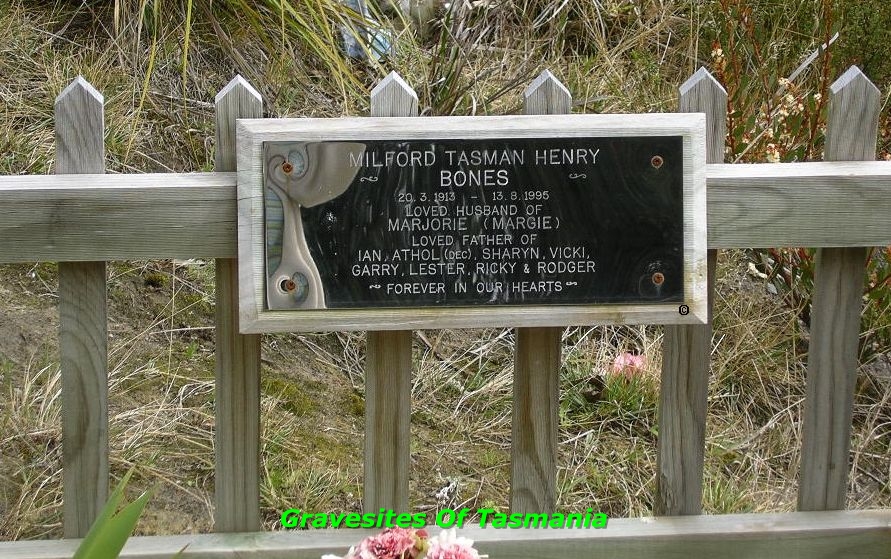 MILFORD TASMAN HENRY
BONES
20.3.1913 - 13.8.1995
LOVED HUSBAND OF
MARJORIE (MARGIE)
LOVED FATHER OF
IAN, ATHOL (DEC), SHARYN, VICKI,
GARRY, LESTER, RICKY & RODGER
~ FOREVER IN OUR HEARTS ~
©
Gravesites Of Tasmania